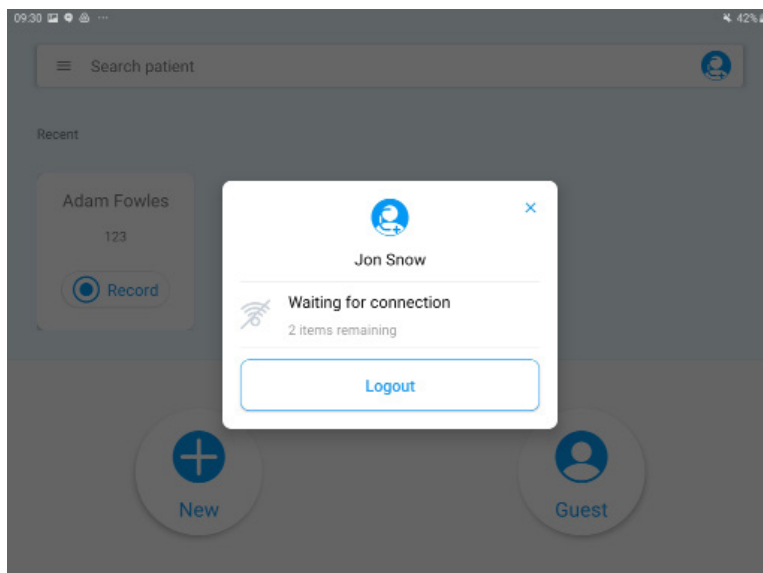 09:30 ...
42%
Search patient
Recent
Adam Fowles
123
Record
Jon Snow
Waiting for connection
2 items remaining
Logout
New
Guest